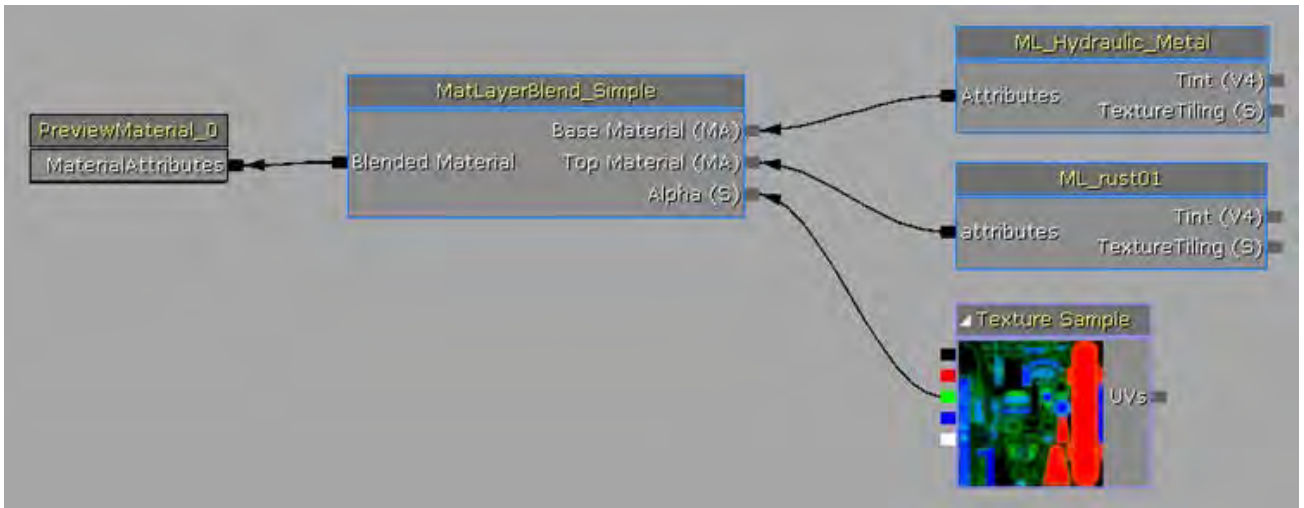 ML_Hydraulic_Metal
Tint (V4)
Attributes
TextureTiling (S)
MatLayerBlend_Simple
Base Material (MA)
Blended Material
Top Material (MA)
Alpha (S)
PreviewMaterial_0
MaterialAttributes
ML_rust01
Tint (V4)
attributes
TextureTiling (S)
Texture Sample
UVs